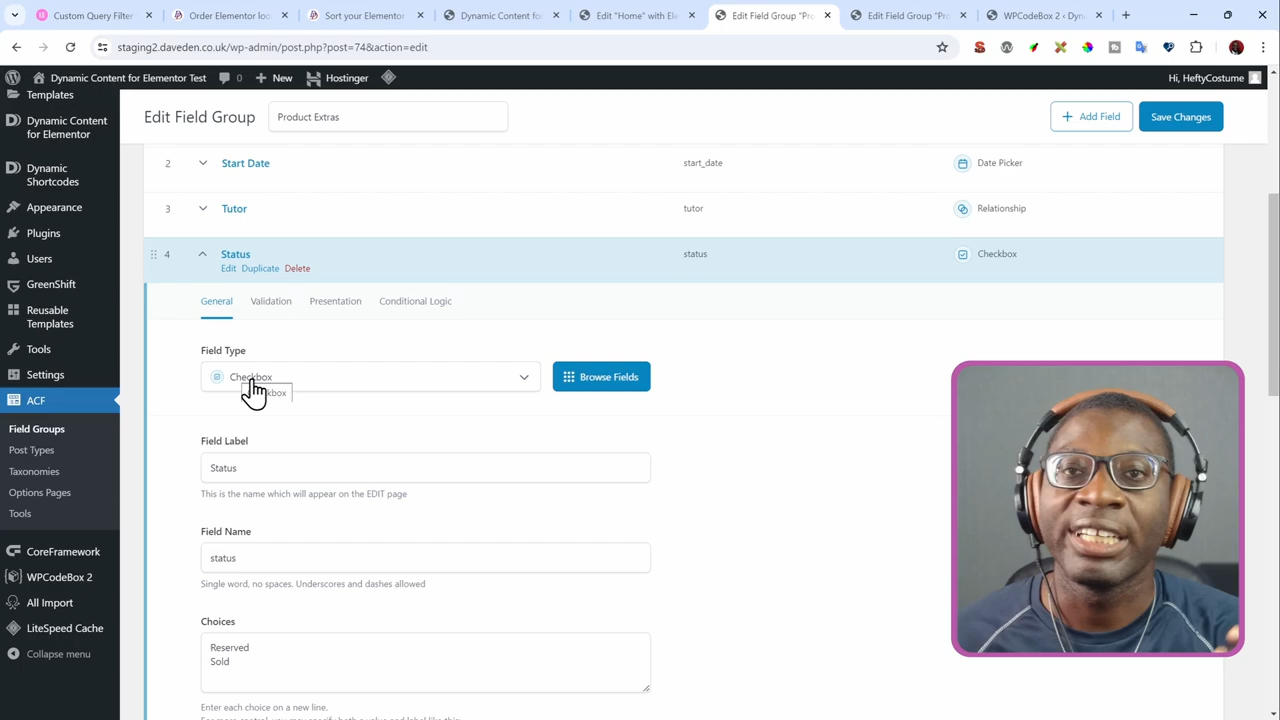 Custom Query Filter
Order Elementor loo
Sort your Elementor
Dynamic Content for
Edit "Home" with Ele
Edit Field Group "Pro
Edit Field Group "Pro
WPCodeBox 2 ‹ Dyn
staging2.daveden.co.uk/wp-admin/post.php?post=74&action=edit
Dynamic Content for Elementor Test
0
New
Hostinger
Hi, HeftyCostume
Templates
Dynamic Content
for Elementor
Dynamic
Shortcodes
Appearance
Plugins
Users
GreenShift
Reusable
Templates
Tools
Settings
ACF
Field Groups
Post Types
Taxonomies
Options Pages
Tools
CoreFramework
WPCodeBox 2
All Import
LiteSpeed Cache
Collapse menu
Edit Field Group
Product Extras
Add Field
Save Changes
2 Start Date start_date Date Picker
3 Tutor tutor Relationship
4 Status status Checkbox
Edit Duplicate Delete
General Validation Presentation Conditional Logic
Field Type
Checkbox
Browse Fields
Field Label
Status
This is the name which will appear on the EDIT page
Field Name
status
Single word, no spaces. Underscores and dashes allowed
Choices
Reserved
Sold
Enter each choice on a new line.